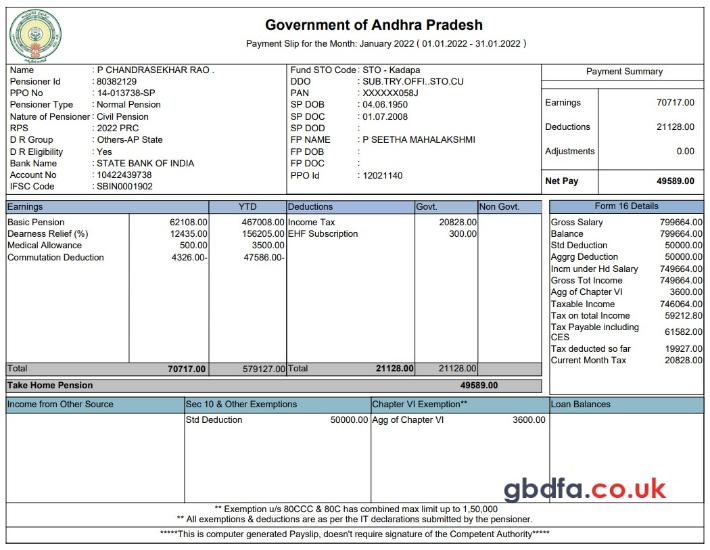 Government of Andhra Pradesh
Payment Slip for the Month: January 2022 ( 01.01.2022 - 31.01.2022 )
Name : P CHANDRASEKHAR RAO . Fund STO Code : STO - Kadapa Payment Summary
Pensioner Id : 80382129 DDO : SUB.TRY.OFFI..STO.CU
PPO No : 14-013738-SP PAN : XXXXXX058J
Pensioner Type : Normal Pension SP DOB : 04.06.1950 Earnings 70717.00
Nature of Pensioner : Civil Pension SP DOC : 01.07.2008
RPS : 2022 PRC SP DOD : Deductions 21128.00
D R Group : Others-AP State FP NAME : P SEETHA MAHALAKSHMI
D R Eligibility : Yes FP DOB : Adjustments 0.00
Bank Name : STATE BANK OF INDIA FP DOC :
Account No : 10422439738 PPO Id : 12021140
IFSC Code : SBIN0001902 Net Pay 49589.00
Earnings YTD Deductions Govt. Non Govt. Form 16 Details
Basic Pension 62108.00 467008.00 Income Tax 20828.00 Gross Salary 799664.00
Dearness Relief (%) 12435.00 156205.00 EHF Subscription 300.00 Balance 799664.00
Medical Allowance 500.00 3500.00 Std Deduction 50000.00
Commutation Deduction 4326.00- 47586.00- Aggrg Deduction 50000.00
Incm under Hd Salary 749664.00
Gross Tot Income 749664.00
Agg of Chapter VI 3600.00
Taxable Income 746064.00
Tax on total Income 59212.80
Tax Payable including CES 61582.00
Tax deducted so far 19927.00
Current Month Tax 20828.00
Total 70717.00 579127.00 Total 21128.00 21128.00
Take Home Pension 49589.00
Income from Other Source Sec 10 & Other Exemptions Chapter VI Exemption** Loan Balances
Std Deduction 50000.00 Agg of Chapter VI 3600.00
gbdfa.co.uk
** Exemption u/s 80CCC & 80C has combined max limit up to 1,50,000
** All exemptions & deductions are as per the IT declarations submitted by the pensioner.
*****This is computer generated Payslip, doesn't require signature of the Competent Authority*****